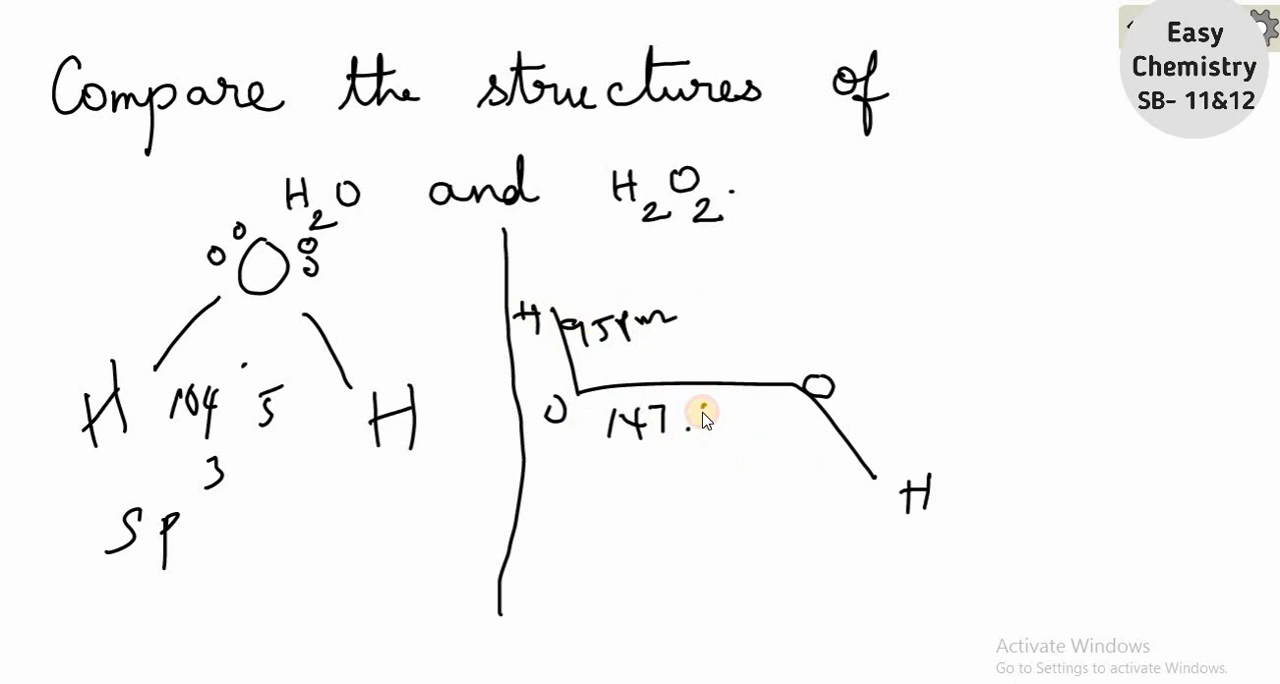 Compare the structures of
H2O and H2O2.
O
H 104.5 H
sp3
H 95pm
O 147. O
H
Easy
Chemistry
SB- 11&12
Activate Windows
Go to Settings to activate Windows.